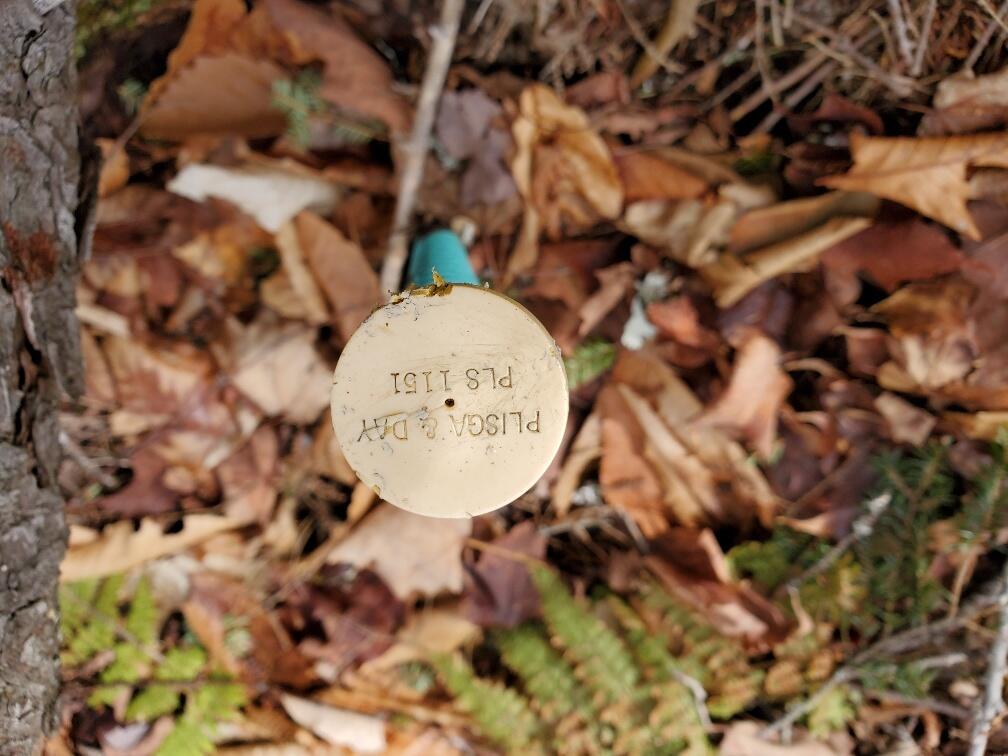 PLISGA & DAY
PLS 1151